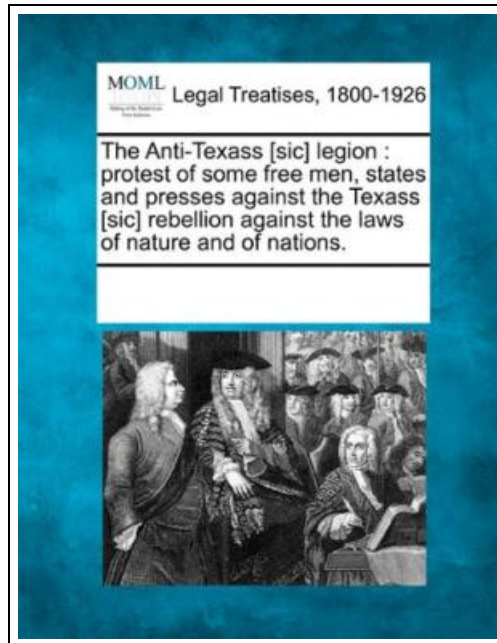 MOML
Legal Treatises, 1800-1926
The Anti-Texass [sic] legion :
protest of some free men, states
and presses against the Texass
[sic] rebellion against the laws
of nature and of nations.